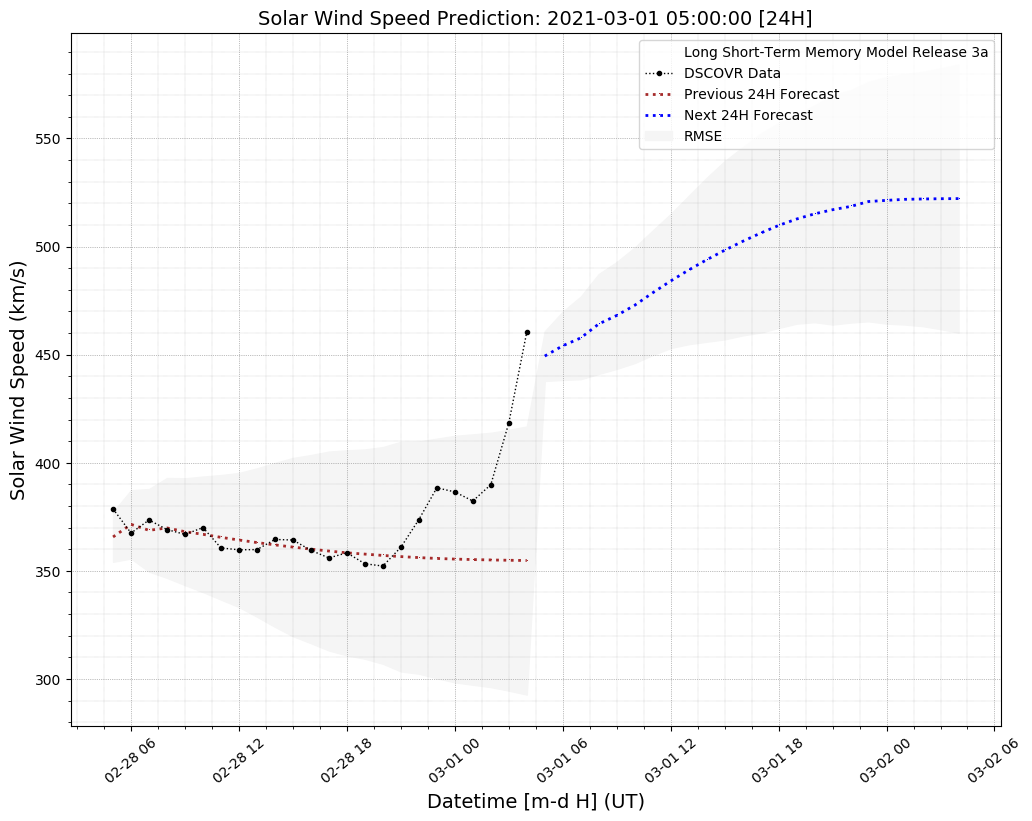 Solar Wind Speed Prediction: 2021-03-01 05:00:00 [24H]
Long Short-Term Memory Model Release 3a
DSCOVR Data
Previous 24H Forecast
Next 24H Forecast
RMSE
Solar Wind Speed (km/s)
550
500
450
400
350
300
02-28 06
02-28 12
02-28 18
03-01 00
03-01 06
03-01 12
03-01 18
03-02 00
03-02 06
Datetime [m-d H] (UT)